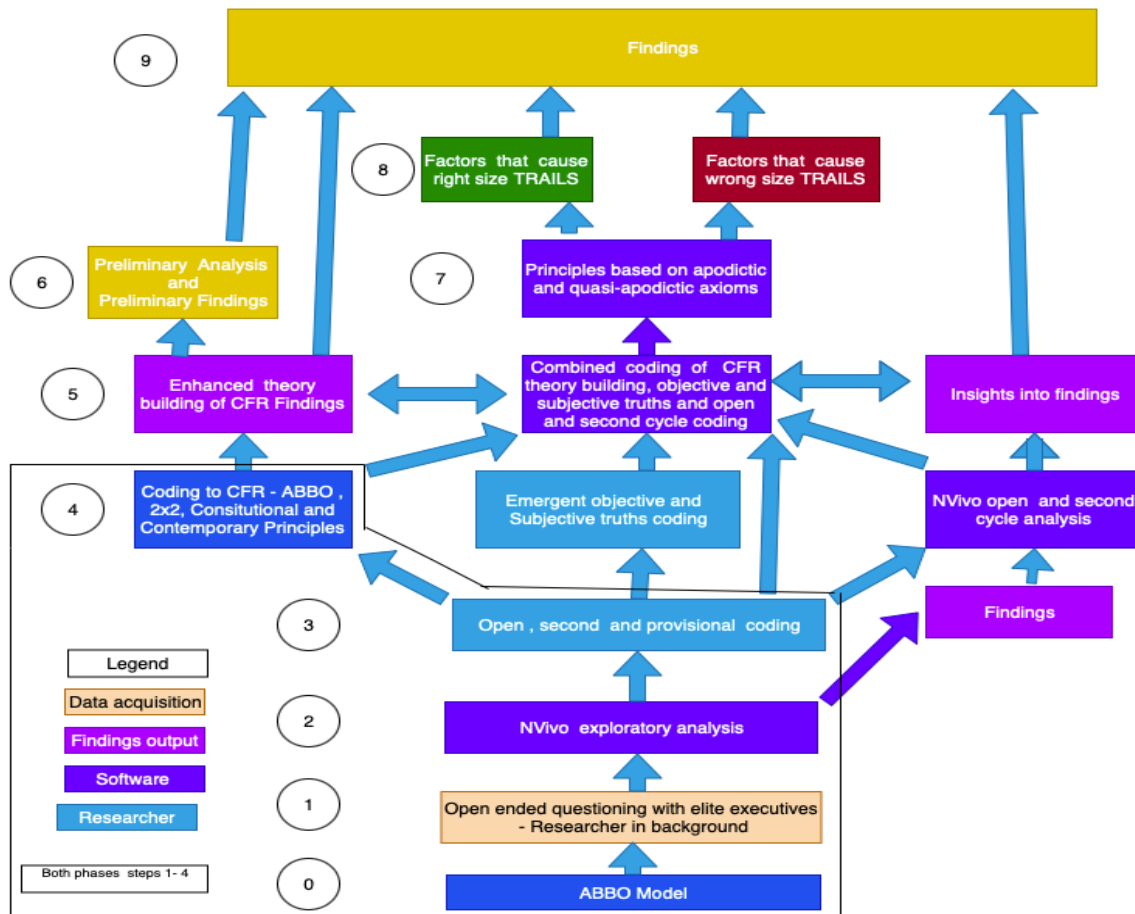 9
Findings
8
Factors that cause
right size TRAILS
Factors that cause
wrong size TRAILS
6
Preliminary Analysis
and
Preliminary Findings
7
Principles based on apodictic
and quasi-apodictic axioms
5
Enhanced theory
building of CFR Findings
Combined coding of CFR
theory building, objective and
subjective truths and open
and second cycle coding
Insights into findings
4
Coding to CFR - ABBO ,
2x2, Consitutional and
Contemporary Principles
Emergent objective and
Subjective truths coding
NVivo open and second
cycle analysis
3
Open , second and provisional coding
Findings
Legend
Data acquisition
Findings output
Software
Researcher
Both phases steps 1- 4
2
NVivo exploratory analysis
1
Open ended questioning with elite executives
- Researcher in background
0
ABBO Model